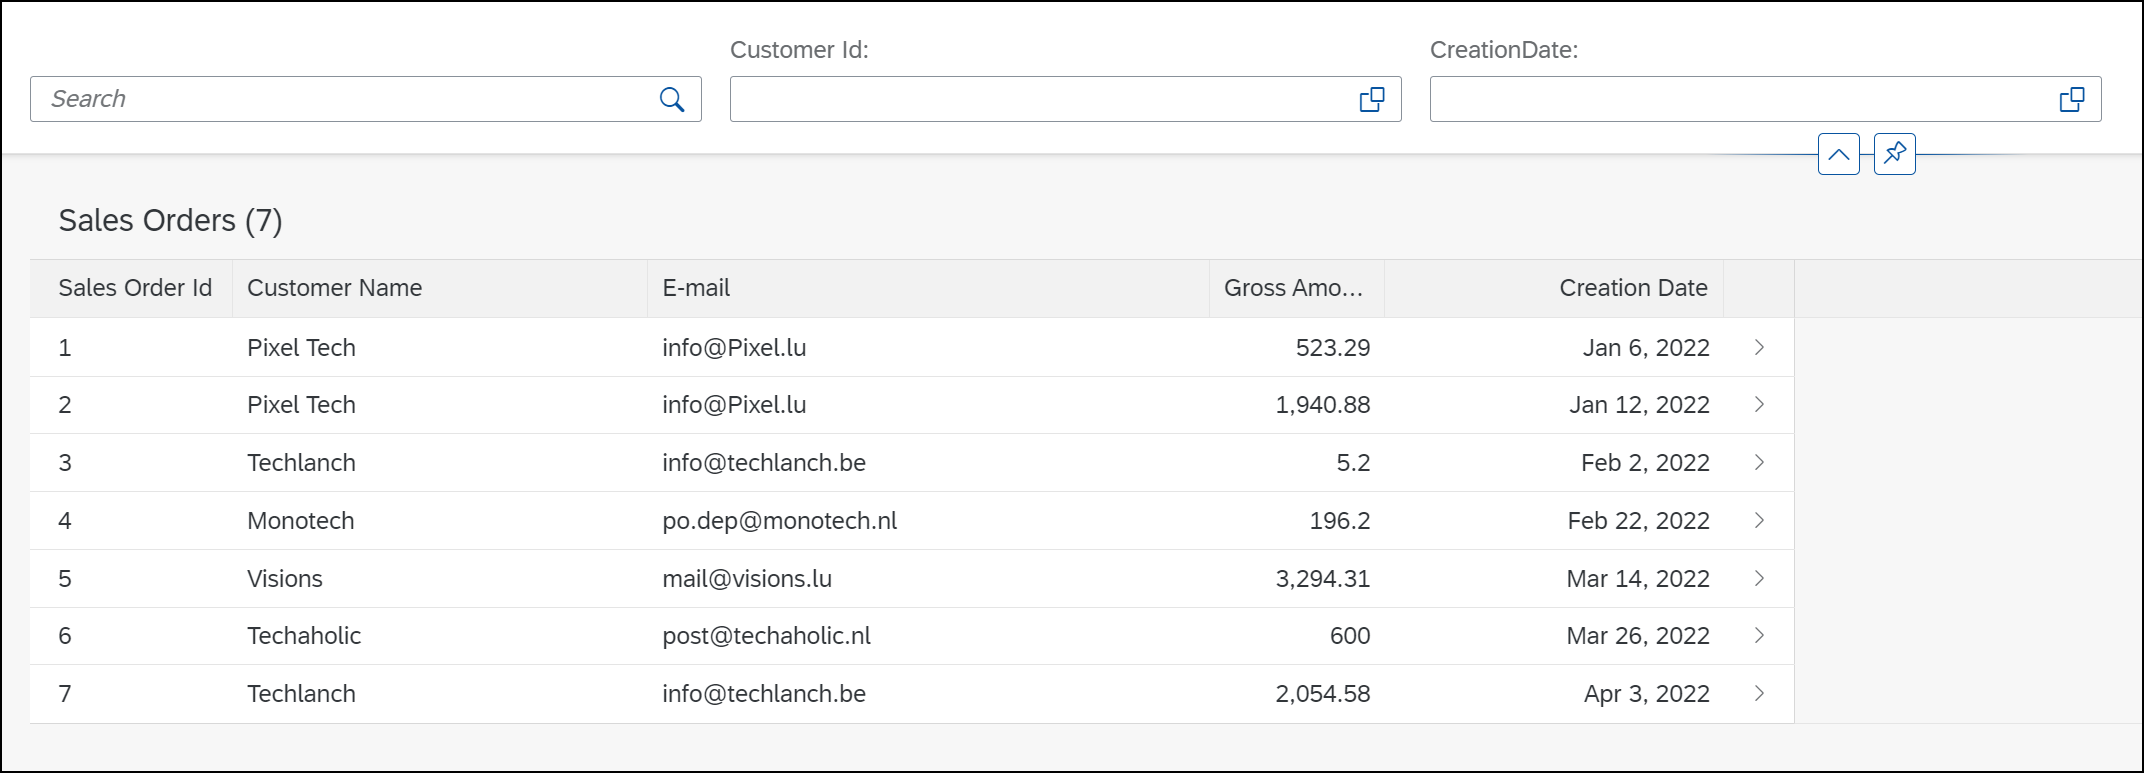 Customer Id: CreationDate:
Search
Sales Orders (7)
Sales Order Id Customer Name E-mail Gross Amo... Creation Date
1 Pixel Tech info@Pixel.lu 523.29 Jan 6, 2022
2 Pixel Tech info@Pixel.lu 1,940.88 Jan 12, 2022
3 Techlanch info@techlanch.be 5.2 Feb 2, 2022
4 Monotech po.dep@monotech.nl 196.2 Feb 22, 2022
5 Visions mail@visions.lu 3,294.31 Mar 14, 2022
6 Techaholic post@techaholic.nl 600 Mar 26, 2022
7 Techlanch info@techlanch.be 2,054.58 Apr 3, 2022